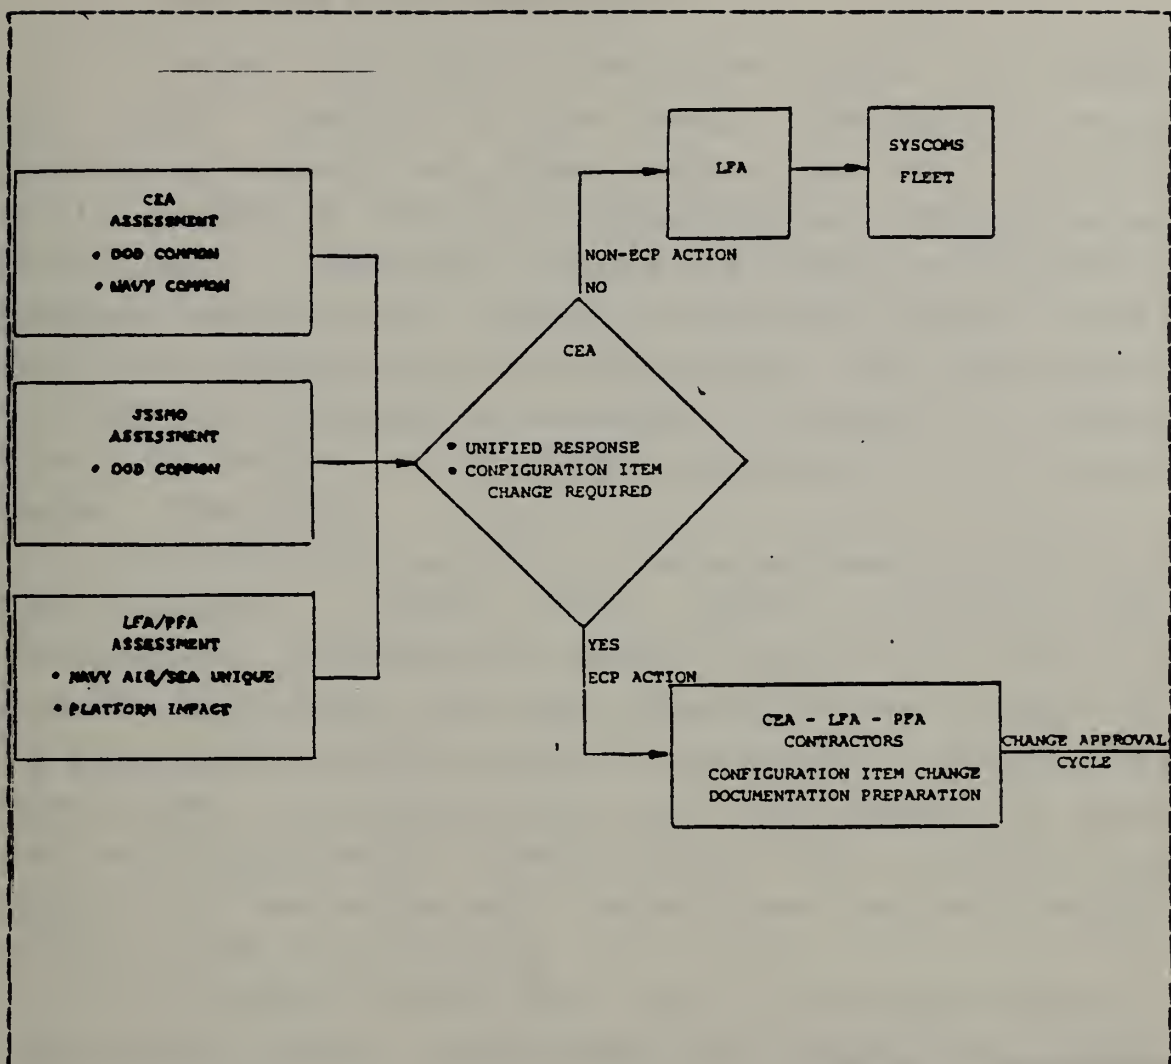 CEA
ASSESSMENT
• DOD COMMON
• NAVY COMMON
JSSMO
ASSESSMENT
• DOD COMMON
LFA/PFA
ASSESSMENT
• NAVY AIR/SEA UNIQUE
• PLATFORM IMPACT
LFA
SYSCOMS
FLEET
NON-ECP ACTION
NO
CEA
• UNIFIED RESPONSE
• CONFIGURATION ITEM
CHANGE REQUIRED
YES
ECP ACTION
CEA - LFA - PFA
CONTRACTORS
CONFIGURATION ITEM CHANGE
DOCUMENTATION PREPARATION
CHANGE APPROVAL
CYCLE